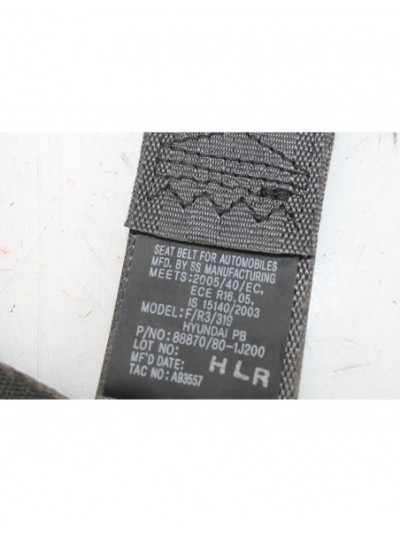 SEAT BELT FOR AUTOMOBILES
MFD. BY SS MANUFACTURING
MEETS: 2005/40/EC,
ECE R16.05,
IS 15140/2003
MODEL: F/R3/319
HYUNDAI PB
P/NO: 88870/80-1J200
LOT NO:
MF'D DATE: HLR
TAC NO: A93557